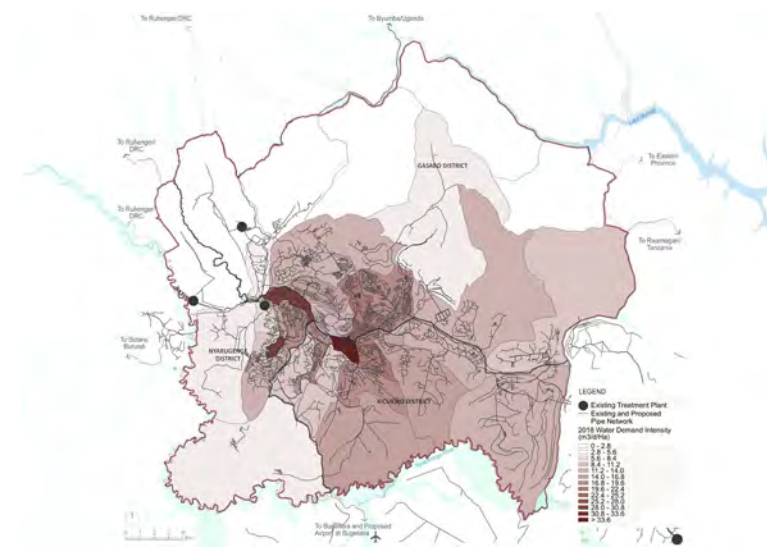 To Ruhengeri/DRC
To Byumba/Uganda
To Ruhengeri/
DRC
To Ruhengeri/
DRC
GASABO DISTRICT
To Eastern
Province
To Rwamagana/
Tanzania
To Butare/
Burundi
NYARUGENGE
DISTRICT
KICUKIRO DISTRICT
To Bugesera and Proposed
Airport at Bugesera
LEGEND
Existing Treatment Plant
Existing and Proposed
Pipe Network
2018 Water Demand Intensity
(m3/d/Ha)
0 - 2.8
2.8 - 5.6
5.6 - 8.4
8.4 - 11.2
11.2 - 14.0
14.0 - 16.8
16.8 - 19.6
19.6 - 22.4
22.4 - 25.2
25.2 - 28.0
28.0 - 30.8
30.8 - 33.6
> 33.6